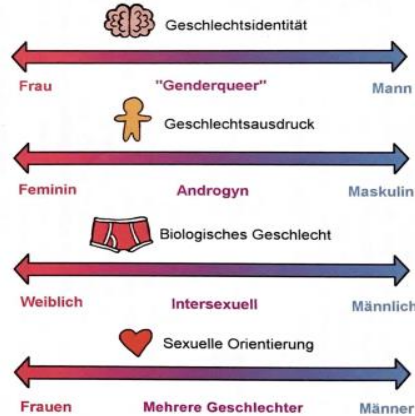 Geschlechtsidentität
Frau "Genderqueer" Mann
Geschlechtsausdruck
Feminin Androgyn Maskulin
Biologisches Geschlecht
Weiblich Intersexuell Männlich
Sexuelle Orientierung
Frauen Mehrere Geschlechter Männer